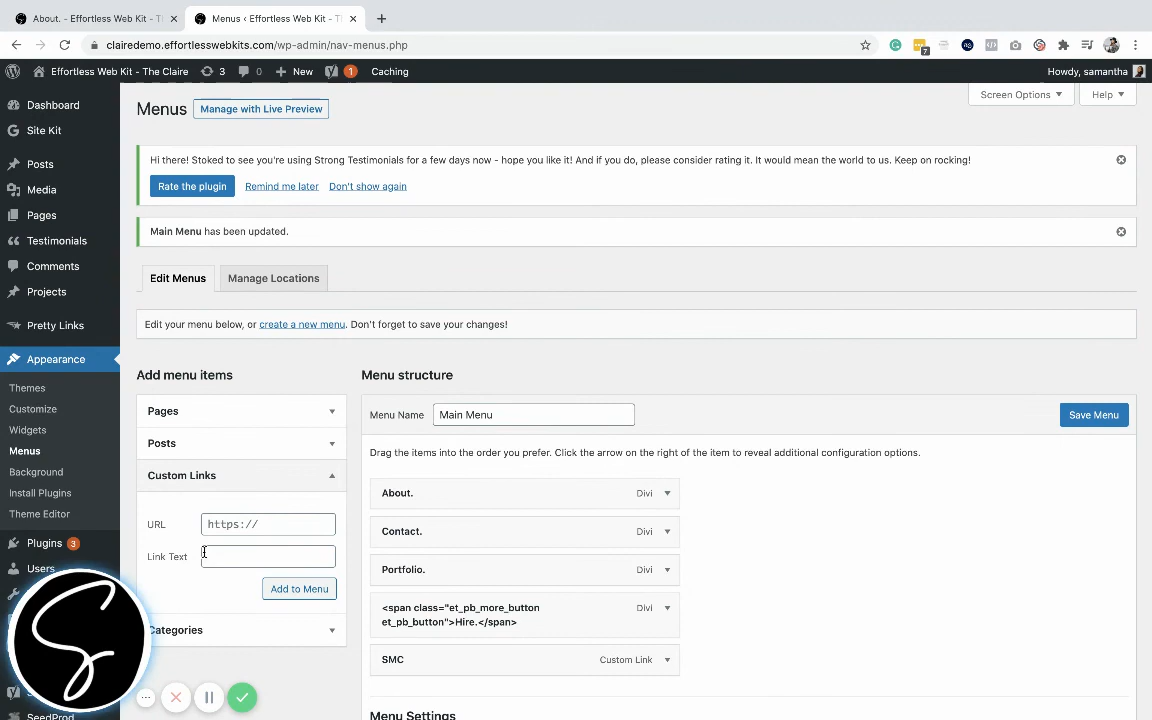 About. - Effortless Web Kit - Th
Menus ‹ Effortless Web Kit - Th
clairedemo.effortlesswebkits.com/wp-admin/nav-menus.php
7
Effortless Web Kit - The Claire
3
0
New
1
Caching
Howdy, samantha
Dashboard
Site Kit
Posts
Media
Pages
Testimonials
Comments
Projects
Pretty Links
Appearance
Themes
Customize
Widgets
Menus
Background
Install Plugins
Theme Editor
Plugins 3
Users
SeedProd
Menus
Manage with Live Preview
Screen Options
Help
Hi there! Stoked to see you're using Strong Testimonials for a few days now - hope you like it! And if you do, please consider rating it. It would mean the world to us. Keep on rocking!
Rate the plugin
Remind me later
Don't show again
Main Menu has been updated.
Edit Menus
Manage Locations
Edit your menu below, or create a new menu. Don't forget to save your changes!
Add menu items
Pages
Posts
Custom Links
URL
https://
Link Text
Add to Menu
Categories
Menu structure
Menu Name
Main Menu
Save Menu
Drag the items into the order you prefer. Click the arrow on the right of the item to reveal additional configuration options.
About.
Divi
Contact.
Divi
Portfolio.
Divi
<span class="et_pb_more_button
et_pb_button">Hire.</span>
Divi
SMC
Custom Link
Menu Settings